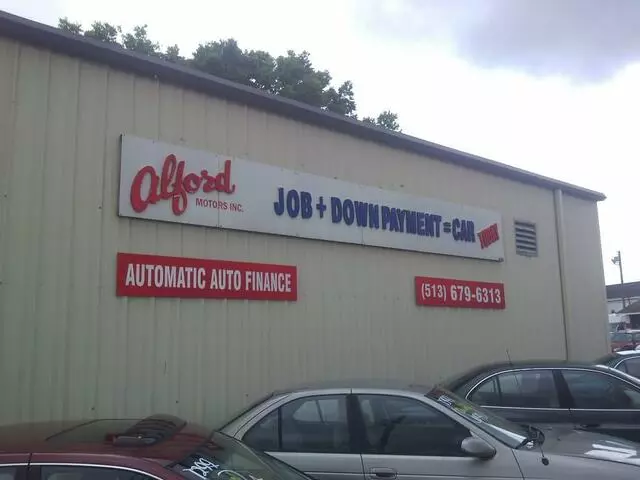 Alford
MOTORS INC.
JOB + DOWN PAYMENT = CAR
TODAY
AUTOMATIC AUTO FINANCE
(513) 679-6313